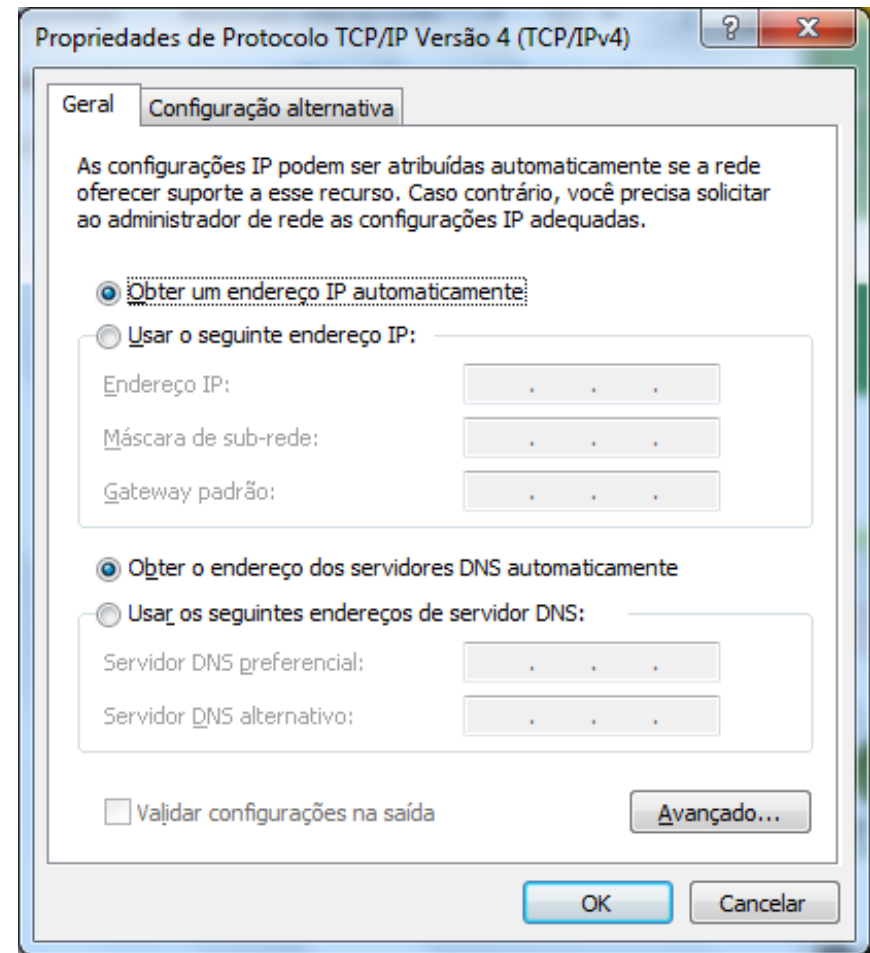 Propriedades de Protocolo TCP/IP Versão 4 (TCP/IPv4)
?
X
Geral
Configuração alternativa
As configurações IP podem ser atribuídas automaticamente se a rede
oferecer suporte a esse recurso. Caso contrário, você precisa solicitar
ao administrador de rede as configurações IP adequadas.
Obter um endereço IP automaticamente
Usar o seguinte endereço IP:
Endereço IP: . . .
Máscara de sub-rede: . . .
Gateway padrão: . . .
Obter o endereço dos servidores DNS automaticamente
Usar os seguintes endereços de servidor DNS:
Servidor DNS preferencial: . . .
Servidor DNS alternativo: . . .
Validar configurações na saída
Avançado...
OK
Cancelar